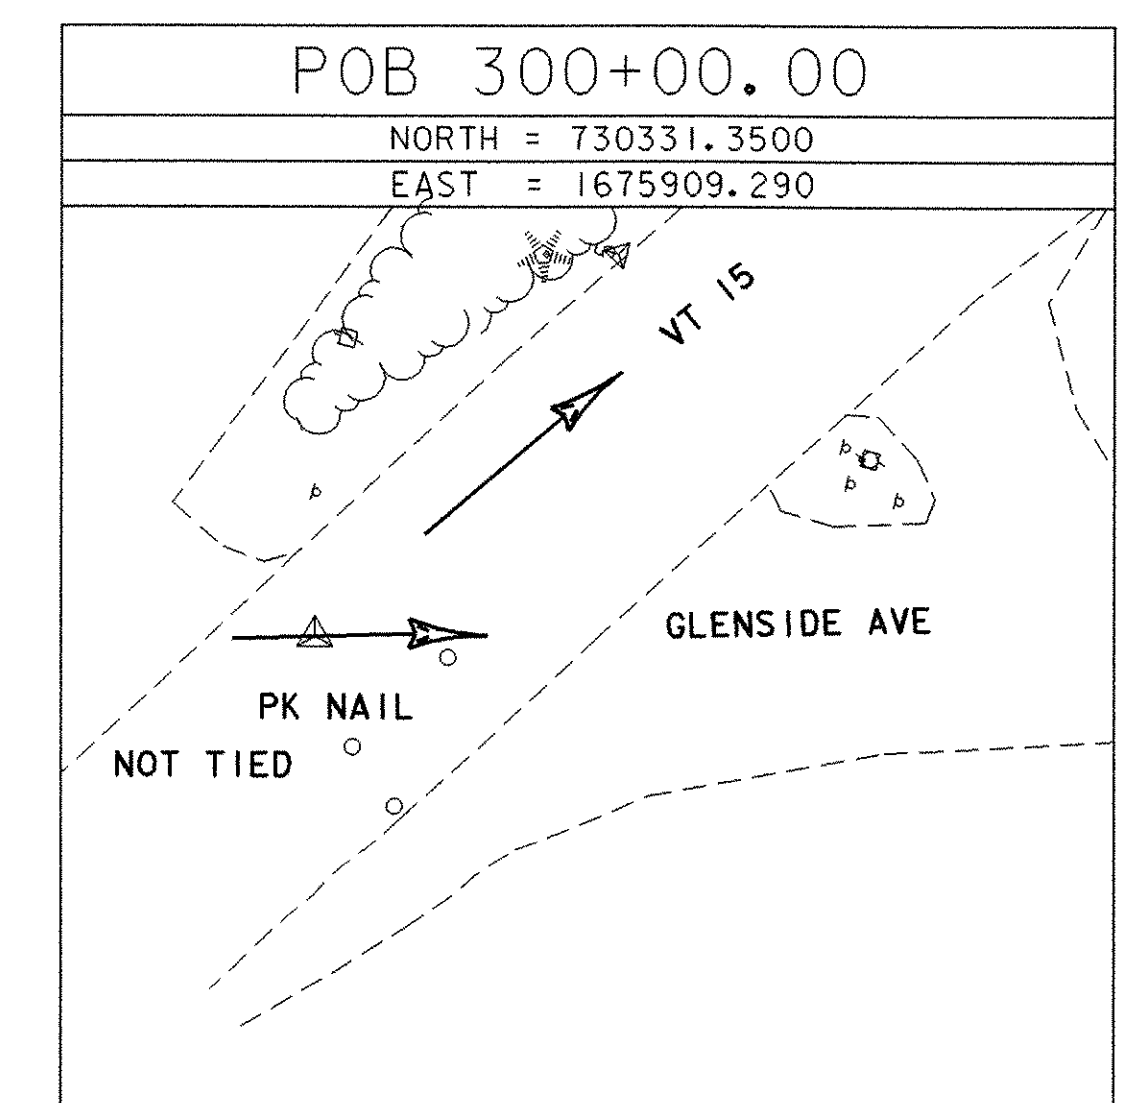 POB 300+00.00
NORTH = 730331.3500
EAST = 1675909.290
VT 15
GLENSIDE AVE
PK NAIL
NOT TIED